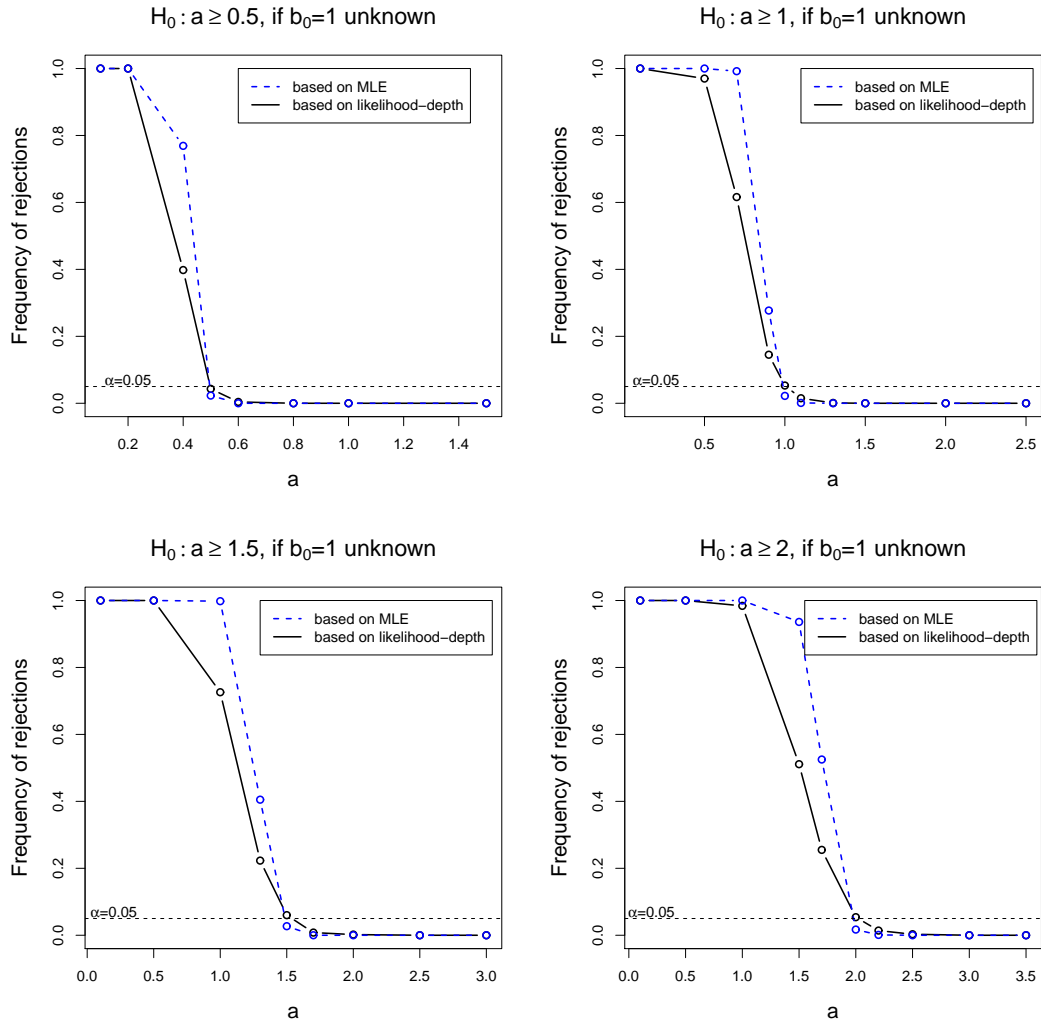 H₀ : a ≥ 0.5, if b₀=1 unknown
based on MLE
based on likelihood−depth
Frequency of rejections
0.0 0.2 0.4 0.6 0.8 1.0
α=0.05
0.2 0.4 0.6 0.8 1.0 1.2 1.4
a
H₀ : a ≥ 1, if b₀=1 unknown
based on MLE
based on likelihood−depth
Frequency of rejections
0.0 0.2 0.4 0.6 0.8 1.0
α=0.05
0.5 1.0 1.5 2.0 2.5
a
H₀ : a ≥ 1.5, if b₀=1 unknown
based on MLE
based on likelihood−depth
Frequency of rejections
0.0 0.2 0.4 0.6 0.8 1.0
α=0.05
0.0 0.5 1.0 1.5 2.0 2.5 3.0
a
H₀ : a ≥ 2, if b₀=1 unknown
based on MLE
based on likelihood−depth
Frequency of rejections
0.0 0.2 0.4 0.6 0.8 1.0
α=0.05
0.0 0.5 1.0 1.5 2.0 2.5 3.0 3.5
a